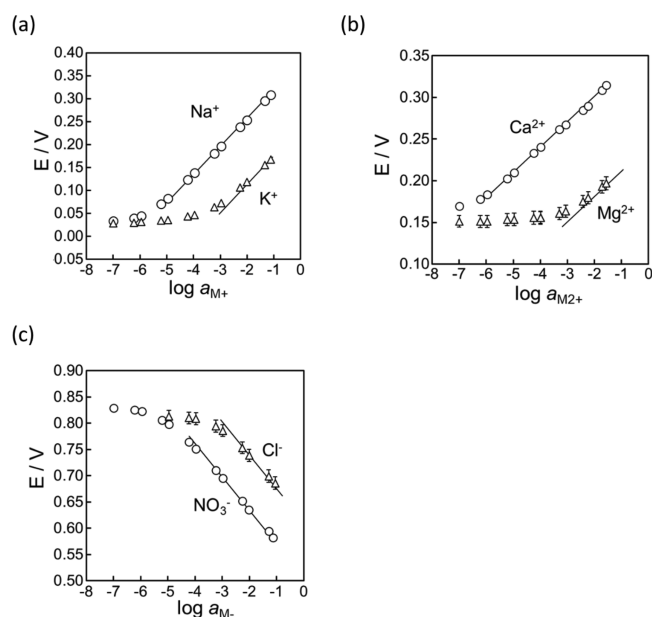 (a)
0.40
0.35
0.30
0.25
0.20
0.15
0.10
0.05
0.00
0.05
E / V
Na⁺
K⁺
-8 -7 -6 -5 -4 -3 -2 -1 0
log a_M+
(b)
0.35
0.30
0.25
0.20
0.15
0.10
E / V
Ca²⁺
Mg²⁺
-8 -7 -6 -5 -4 -3 -2 -1 0
log a_M2+
(c)
0.90
0.85
0.80
0.75
0.70
0.65
0.60
0.55
0.50
E / V
Cl⁻
NO₃⁻
-8 -7 -6 -5 -4 -3 -2 -1 0
log a_M-